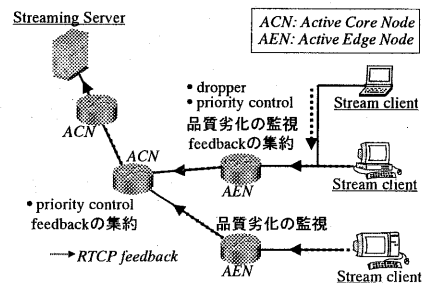 Streaming Server
ACN: Active Core Node
AEN: Active Edge Node
• dropper
• priority control
Stream client
ACN
品質劣化の監視
feedbackの集約
ACN
AEN
Stream client
• priority control
feedbackの集約
品質劣化の監視
RTCP feedback
AEN
Stream client